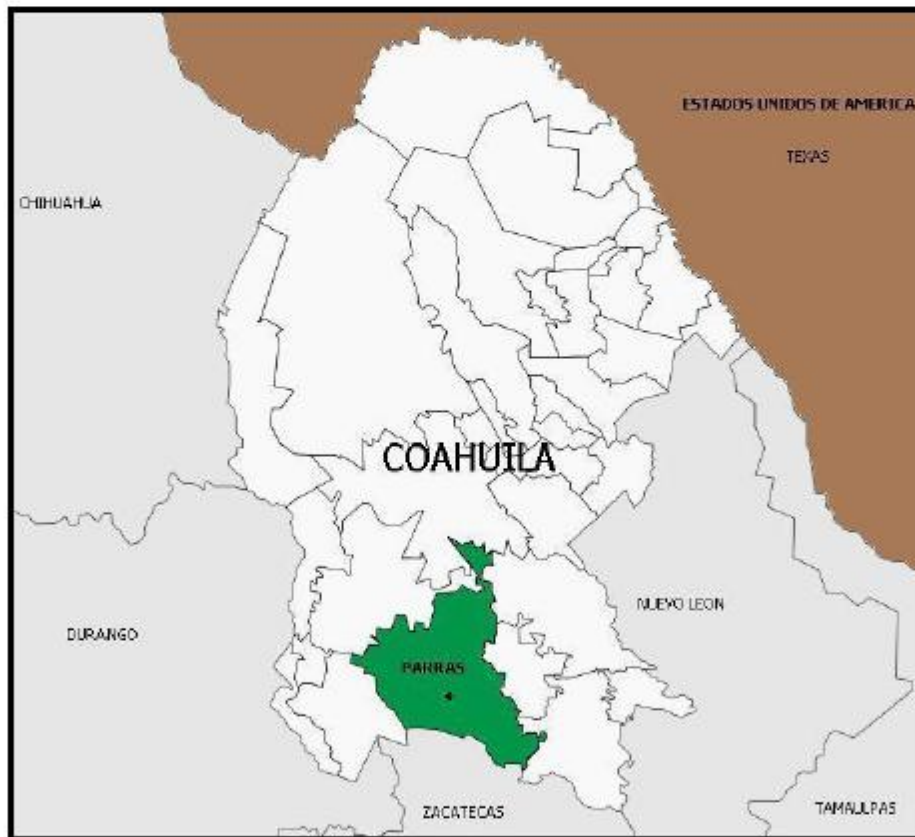 ESTADOS UNIDOS DE AMERICA
TEXAS
CHIHUAHUA
COAHUILA
NUEVO LEON
DURANGO
PARRAS
ZACATECAS
TAMAULPAS